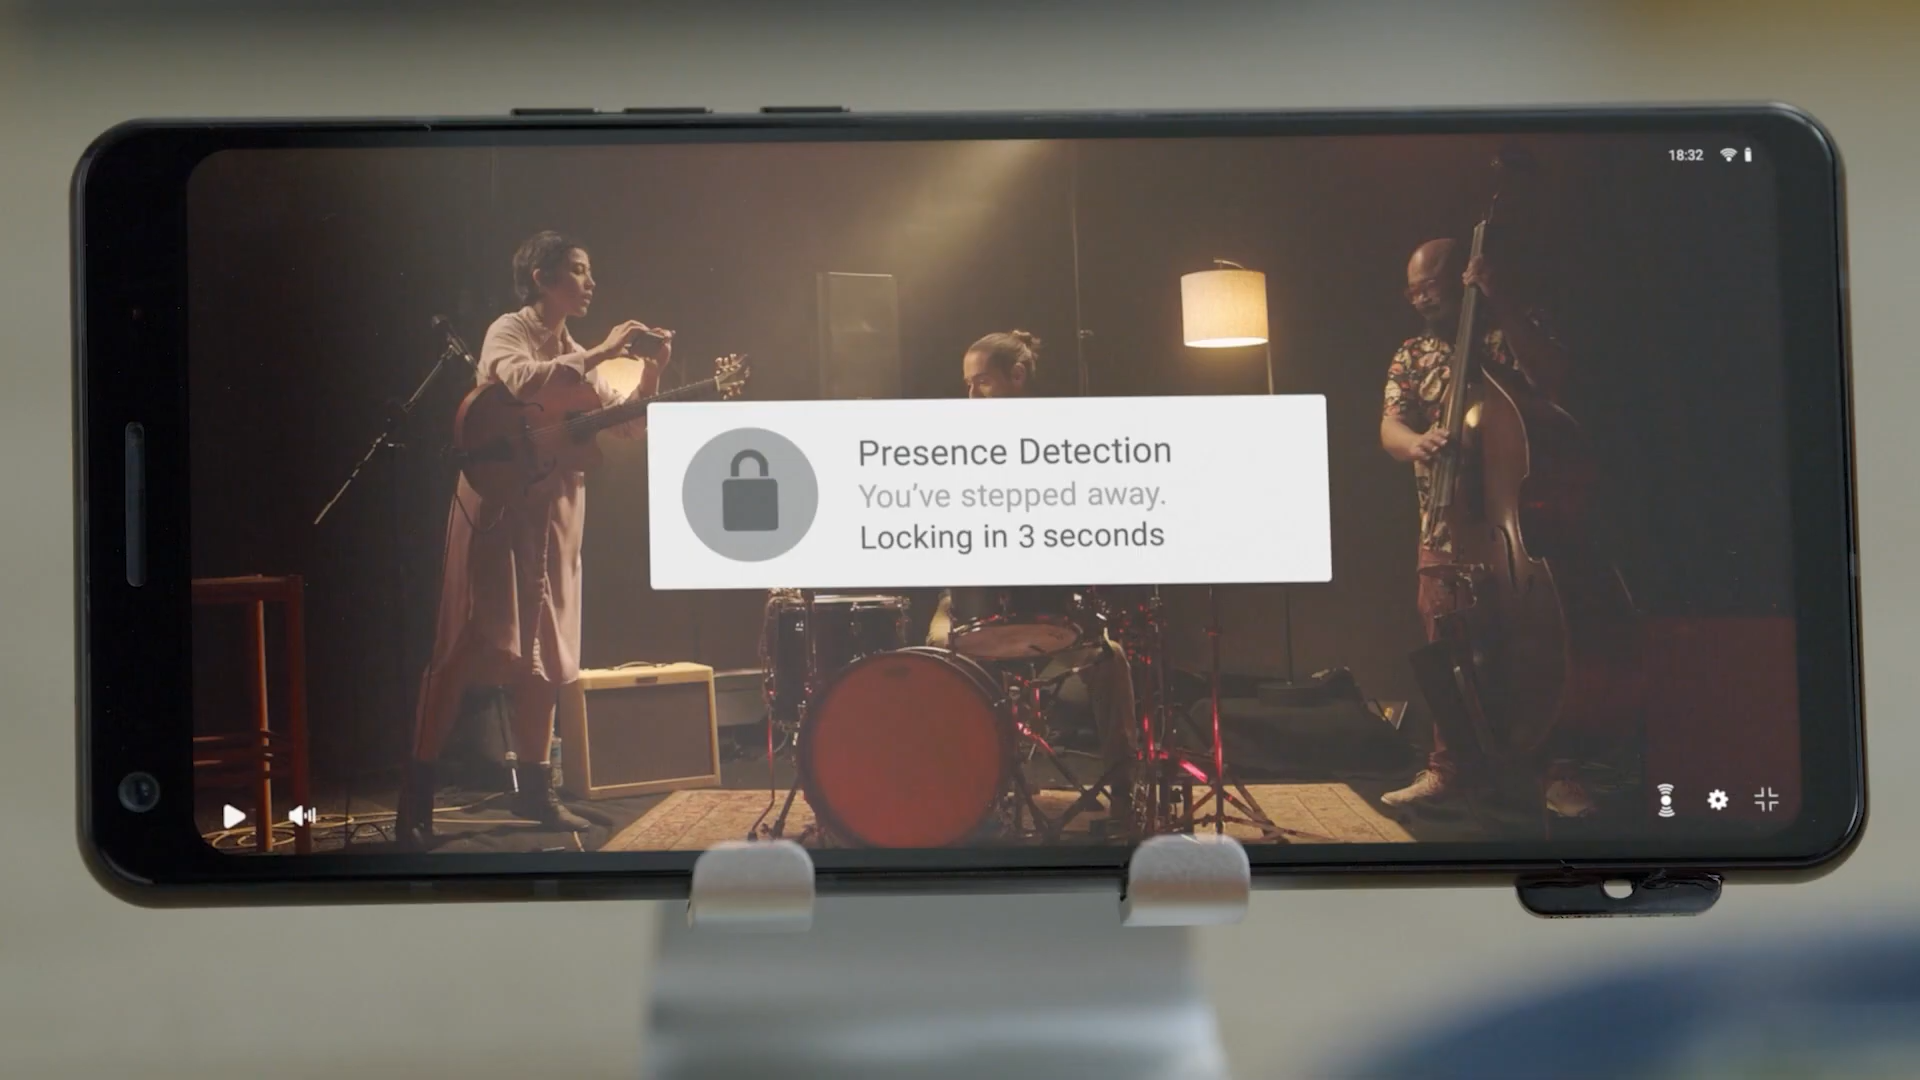 18:32
Presence Detection
You've stepped away.
Locking in 3 seconds